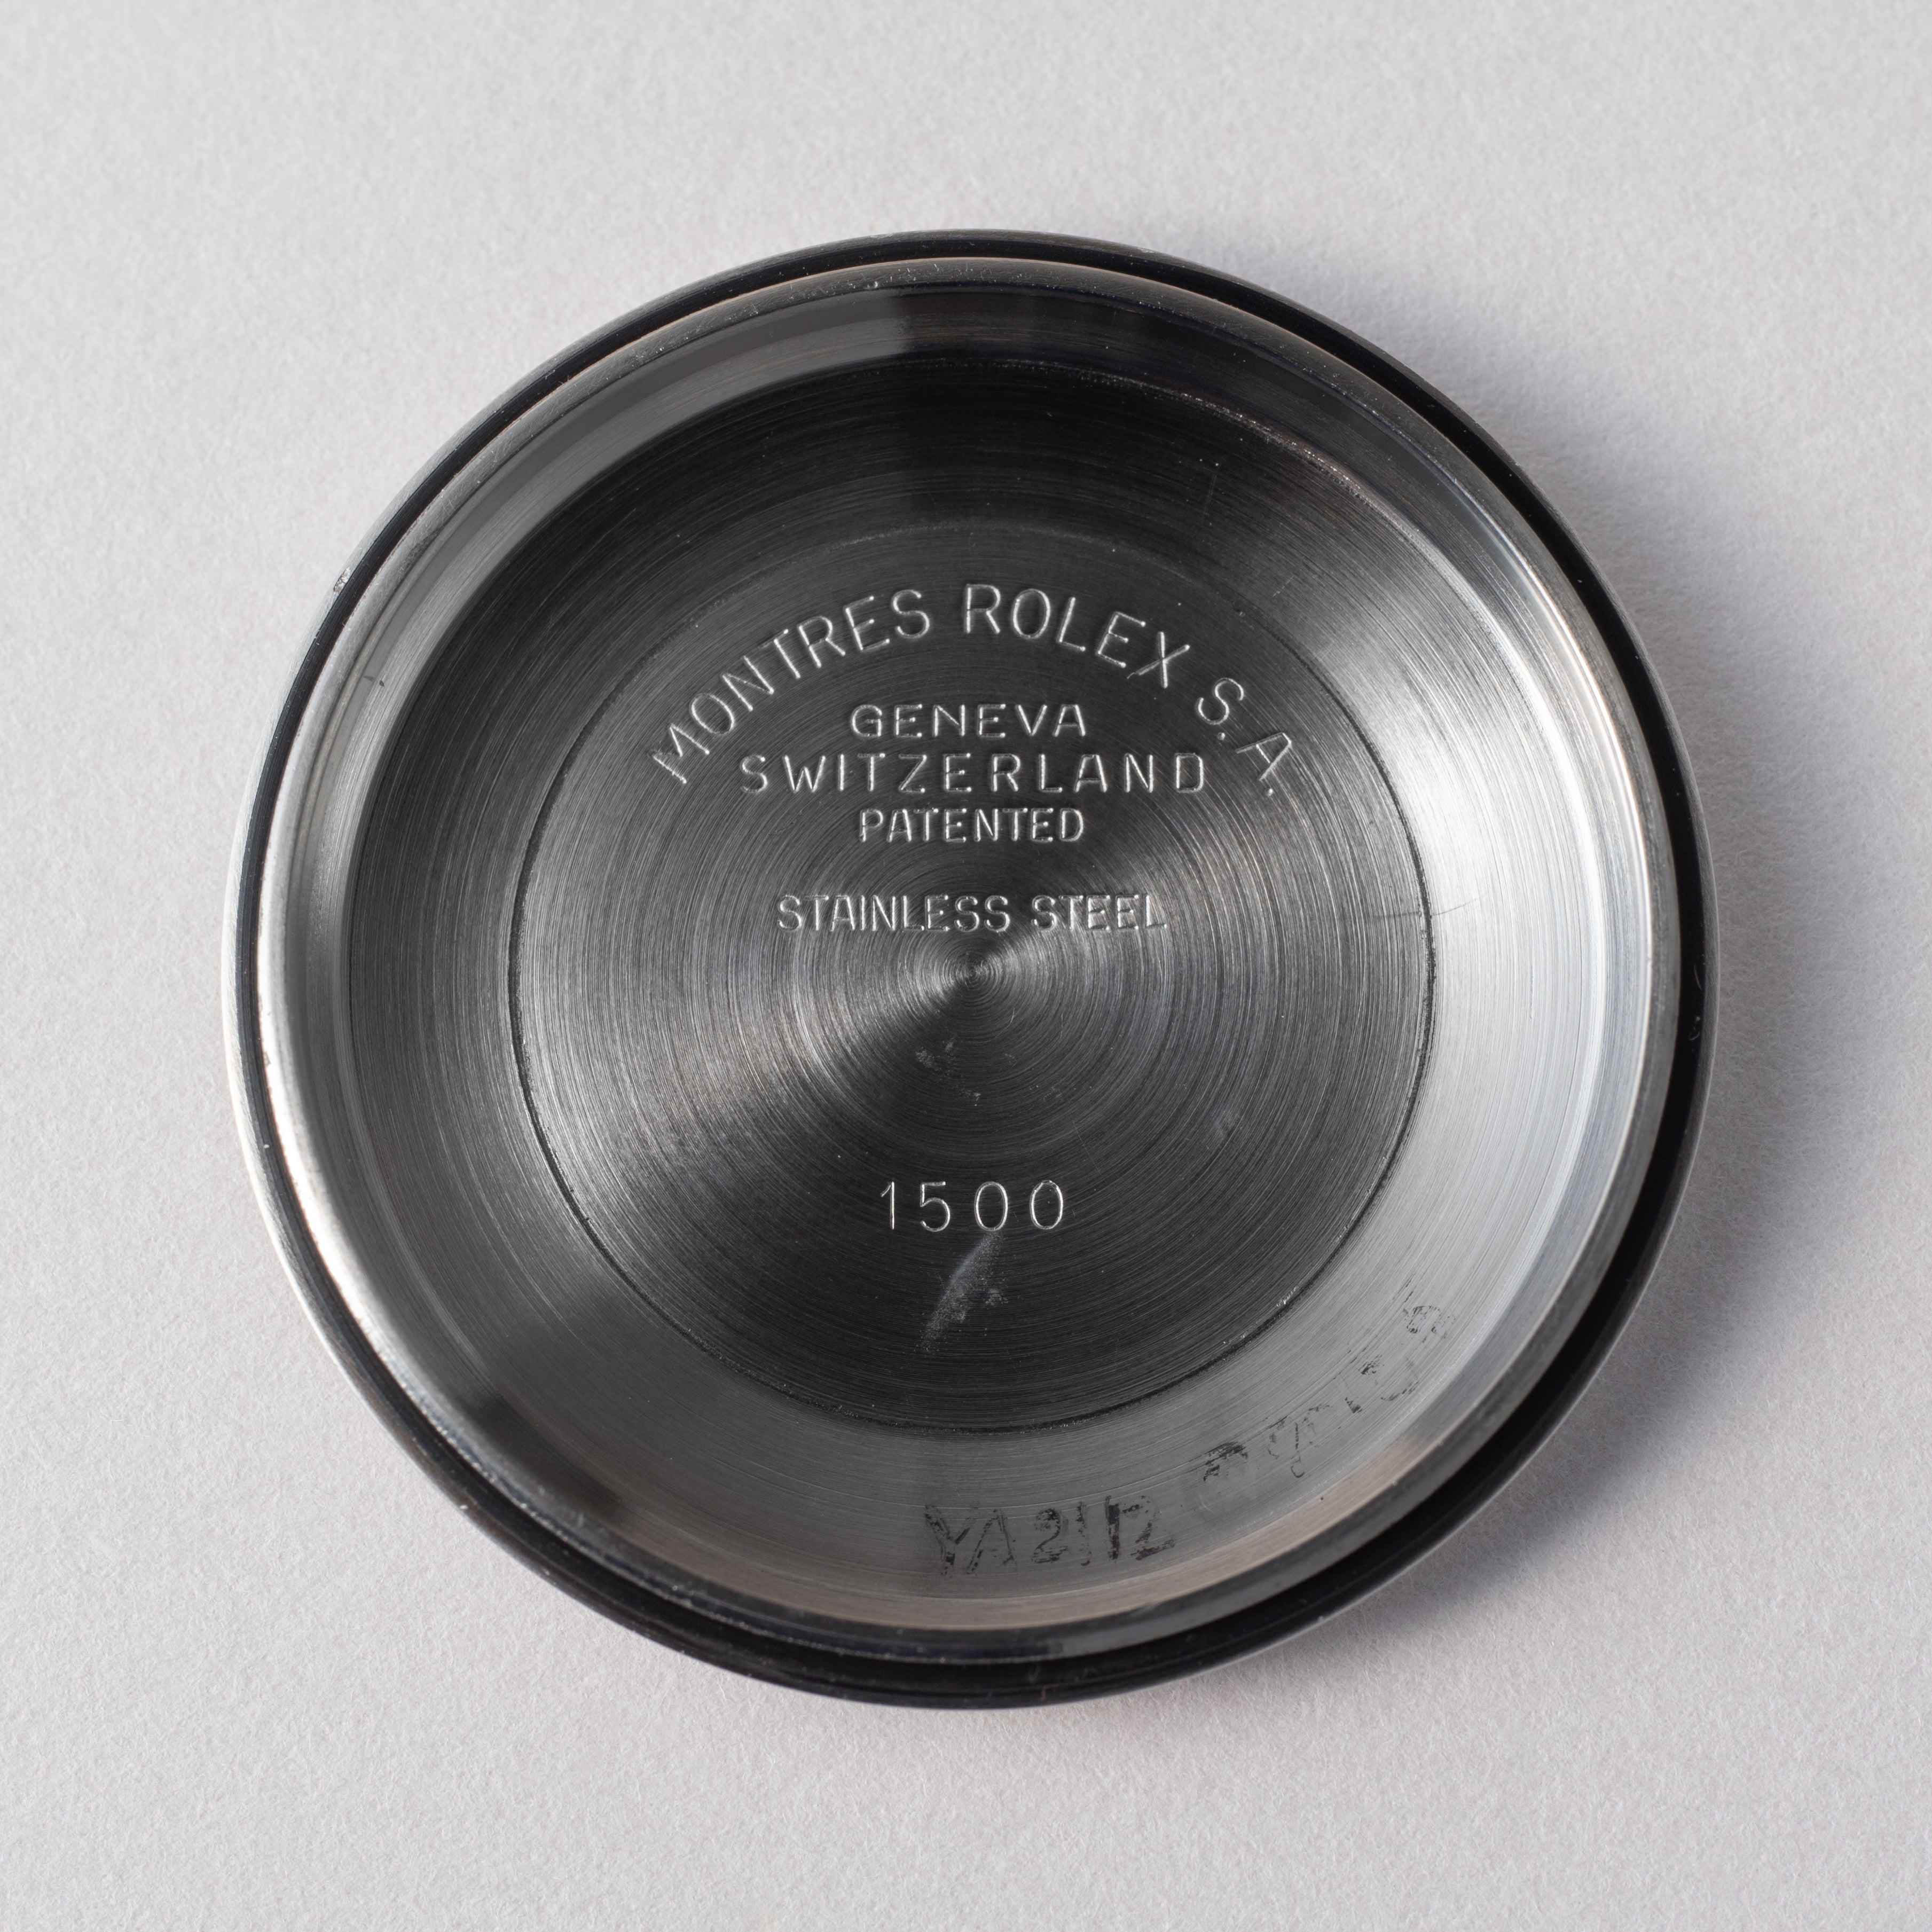 MONTRES ROLEX S.A.
GENEVA
SWITZERLAND
PATENTED
STAINLESS STEEL
1500